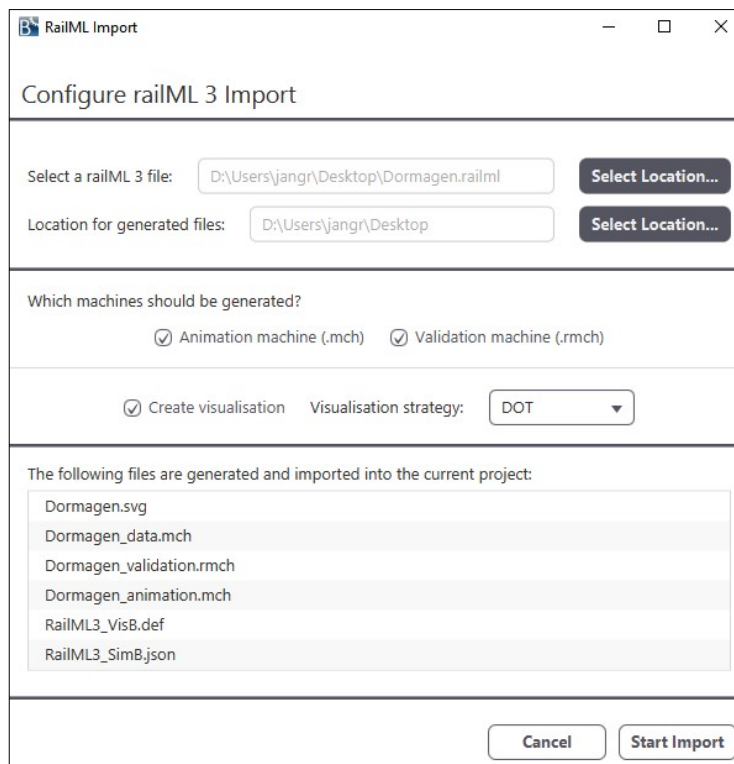 RailML Import
Configure railML 3 Import
Select a railML 3 file: D:\Users\jangr\Desktop\Dormagen.railml Select Location...
Location for generated files: D:\Users\jangr\Desktop Select Location...
Which machines should be generated?
Animation machine (.mch) Validation machine (.rmch)
Create visualisation Visualisation strategy: DOT
The following files are generated and imported into the current project:
Dormagen.svg
Dormagen_data.mch
Dormagen_validation.rmch
Dormagen_animation.mch
RailML3_VisB.def
RailML3_SimB.json
Cancel Start Import